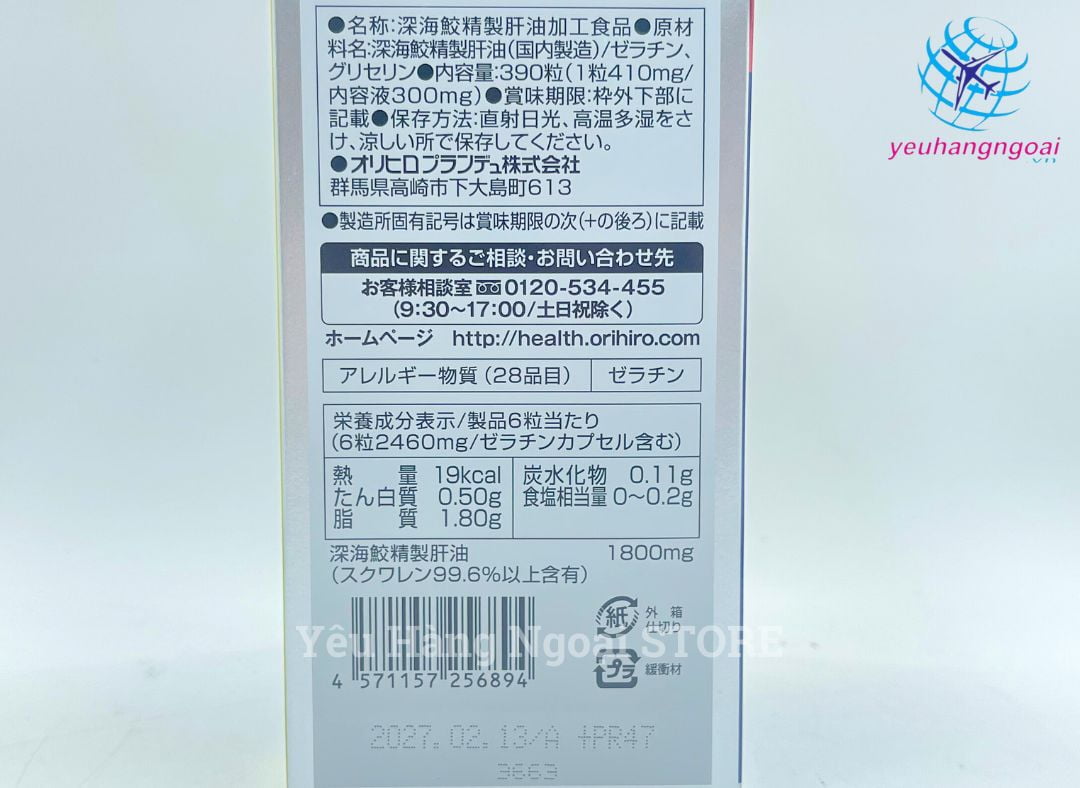 ●名称:深海鮫精製肝油加工食品●原材
料名:深海鮫精製肝油(国内製造)/ゼラチン、
グリセリン●内容量:390粒(1粒410mg/
内容液300mg)●賞味期限:枠外下部に
記載●保存方法:直射日光、高温多湿をさ
け、涼しい所で保存してください。
●オリヒロプランデュ株式会社
群馬県高崎市下大島町613
●製造所固有記号は賞味期限の次(+の後ろ)に記載
商品に関するご相談・お問い合わせ先
お客様相談室 0120-534-455
(9:30〜17:00/土日祝除く)
ホームページ http://health.orihiro.com
アレルギー物質(28品目) ゼラチン
栄養成分表示/製品6粒当たり
(6粒2460mg/ゼラチンカプセル含む)
熱量 19kcal 炭水化物 0.11g
たん白質 0.50g 食塩相当量 0〜0.2g
脂質 1.80g
深海鮫精製肝油 1800mg
(スクワレン99.6%以上含有)
紙 外箱
仕切り
プラ 緩衝材
4 571157 256894
2027.02.13/A +PR47
3663
yeuhangngoai
.vn
Yêu Hàng Ngoại STORE